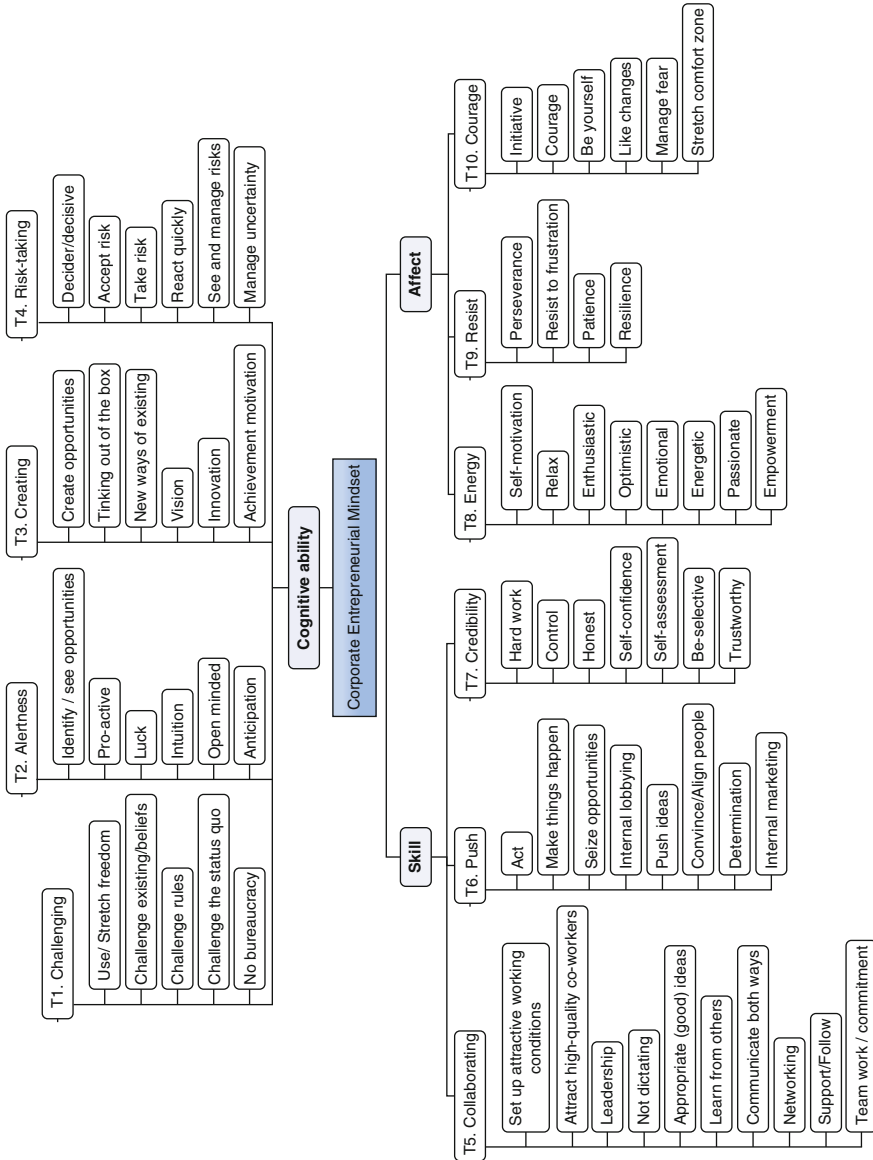 T1. Challenging
Use/ Stretch freedom
Challenge existing/beliefs
Challenge rules
Challenge the status quo
No bureaucracy
T2. Alertness
Identify / see opportunities
Pro-active
Luck
Intuition
Open minded
Anticipation
T3. Creating
Create opportunities
Tinking out of the box
New ways of existing
Vision
Innovation
Achievement motivation
T4. Risk-taking
Decider/decisive
Accept risk
Take risk
React quickly
See and manage risks
Manage uncertainty
Cognitive ability
Corporate Entrepreneurial Mindset
Skill
Affect
T5. Collaborating
Set up attractive working
conditions
Attract high-quality co-workers
Leadership
Not dictating
Appropriate (good) ideas
Learn from others
Communicate both ways
Networking
Support/Follow
Team work / commitment
T6. Push
Act
Make things happen
Seize opportunities
Internal lobbying
Push ideas
Convince/Align people
Determination
Internal marketing
T7. Credibility
Hard work
Control
Honest
Self-confidence
Self-assessment
Be-selective
Trustworthy
T8. Energy
Self-motivation
Relax
Enthusiastic
Optimistic
Emotional
Energetic
Passionate
Empowerment
T9. Resist
Perseverance
Resist to frustration
Patience
Resilience
T10. Courage
Initiative
Courage
Be yourself
Like changes
Manage fear
Stretch comfort zone